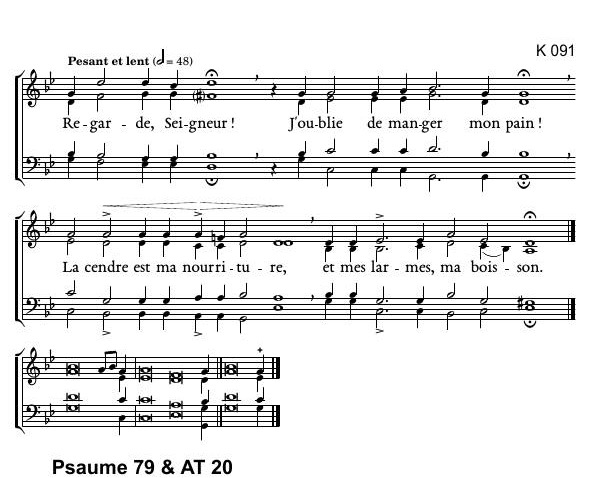 K 091
Pesant et lent (𝅗𝅥 = 48)
Re - gar - de, Sei - gneur ! J'ou-blie de man-ger mon pain !
La cendre est ma nourri - tu - re, et mes lar - mes, ma bois - son.
Psaume 79 & AT 20